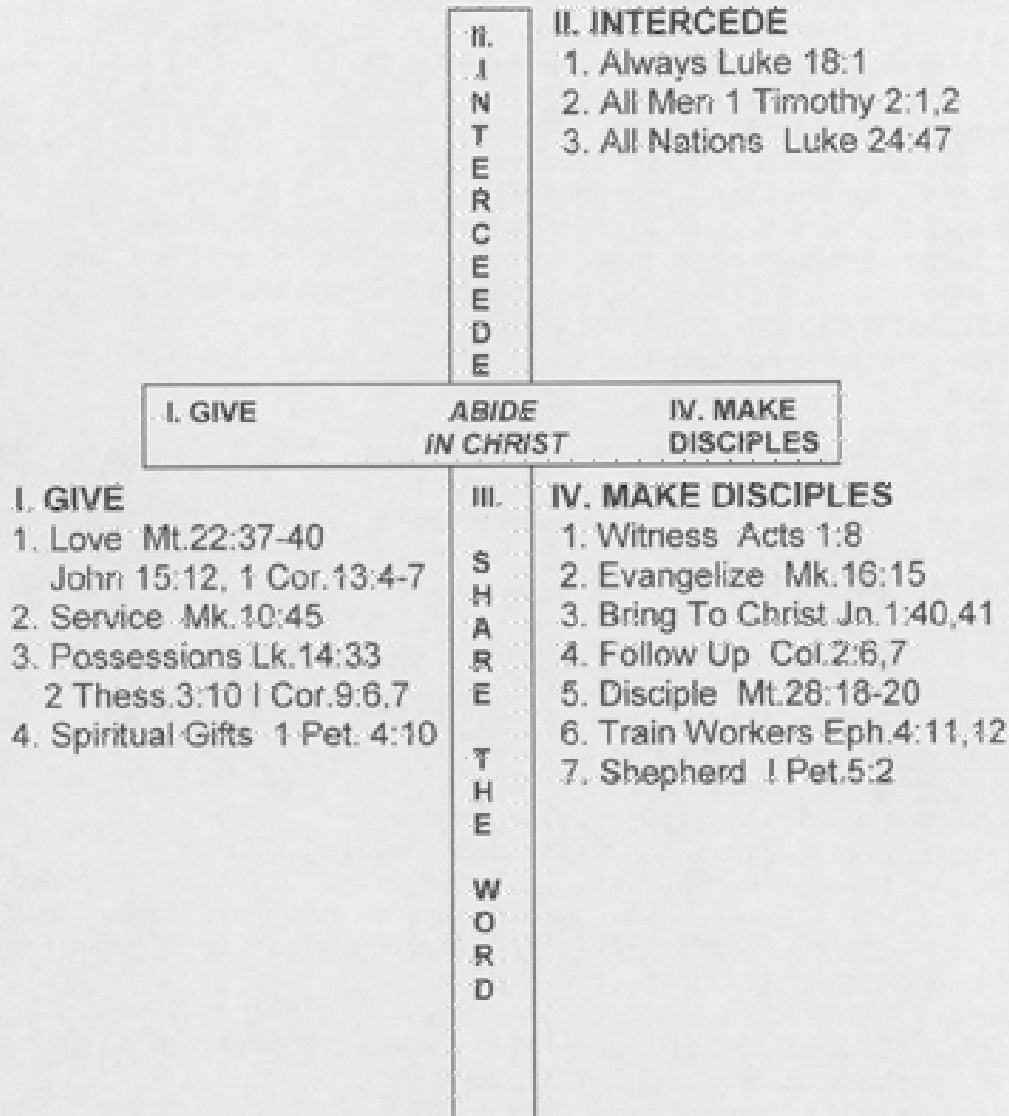 II. INTERCEEDE
II. INTERCEDE
1. Always Luke 18:1
2. All Men 1 Timothy 2:1,2
3. All Nations Luke 24:47
I. GIVE
ABIDE
IN CHRIST
IV. MAKE
DISCIPLES
I. GIVE
1. Love Mt.22:37-40
John 15:12, 1 Cor.13:4-7
2. Service Mk.10:45
3. Possessions Lk.14:33
2 Thess.3:10 I Cor.9:6,7
4. Spiritual Gifts 1 Pet. 4:10
III. SHARE THE WORD
IV. MAKE DISCIPLES
1. Witness Acts 1:8
2. Evangelize Mk.16:15
3. Bring To Christ Jn.1:40,41
4. Follow Up Col.2:6,7
5. Disciple Mt.28:18-20
6. Train Workers Eph.4:11,12
7. Shepherd I Pet.5:2